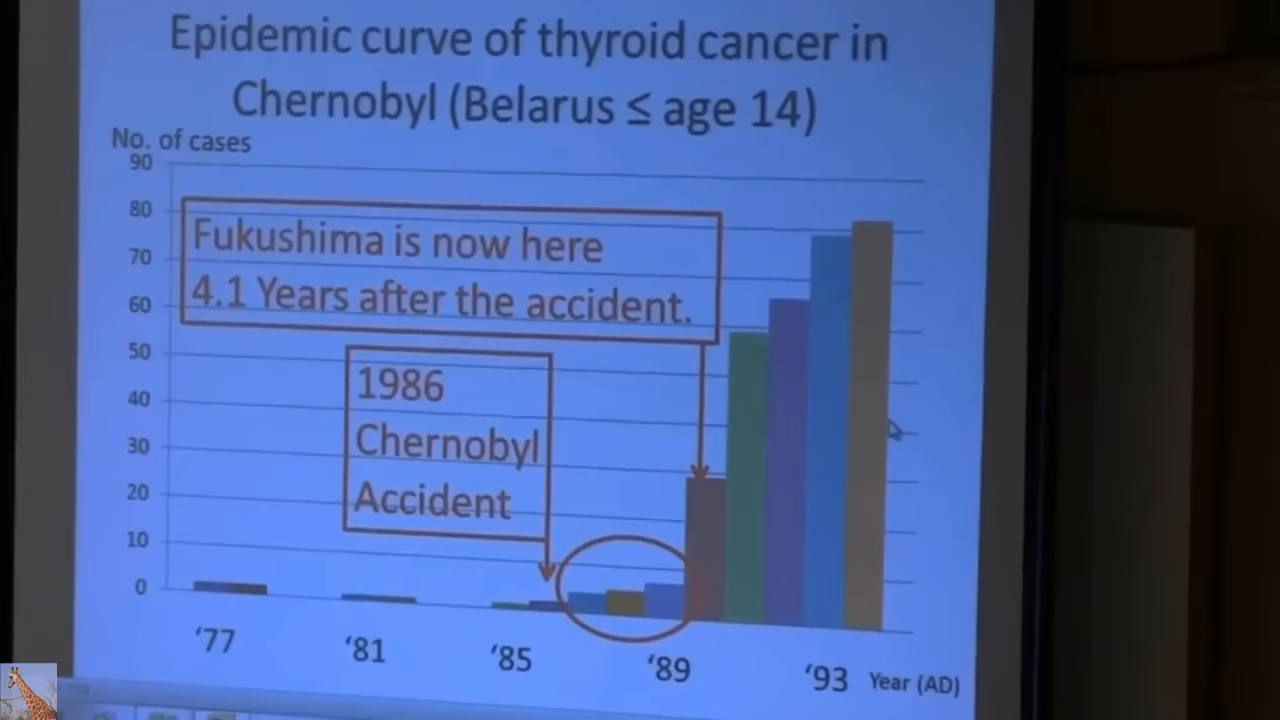 Epidemic curve of thyroid cancer in
Chernobyl (Belarus ≤ age 14)
No. of cases
90
80
70
60
50
40
30
20
10
0
Fukushima is now here
4.1 Years after the accident.
1986
Chernobyl
Accident
‘77 ‘81 ‘85 ‘89 ‘93 Year (AD)